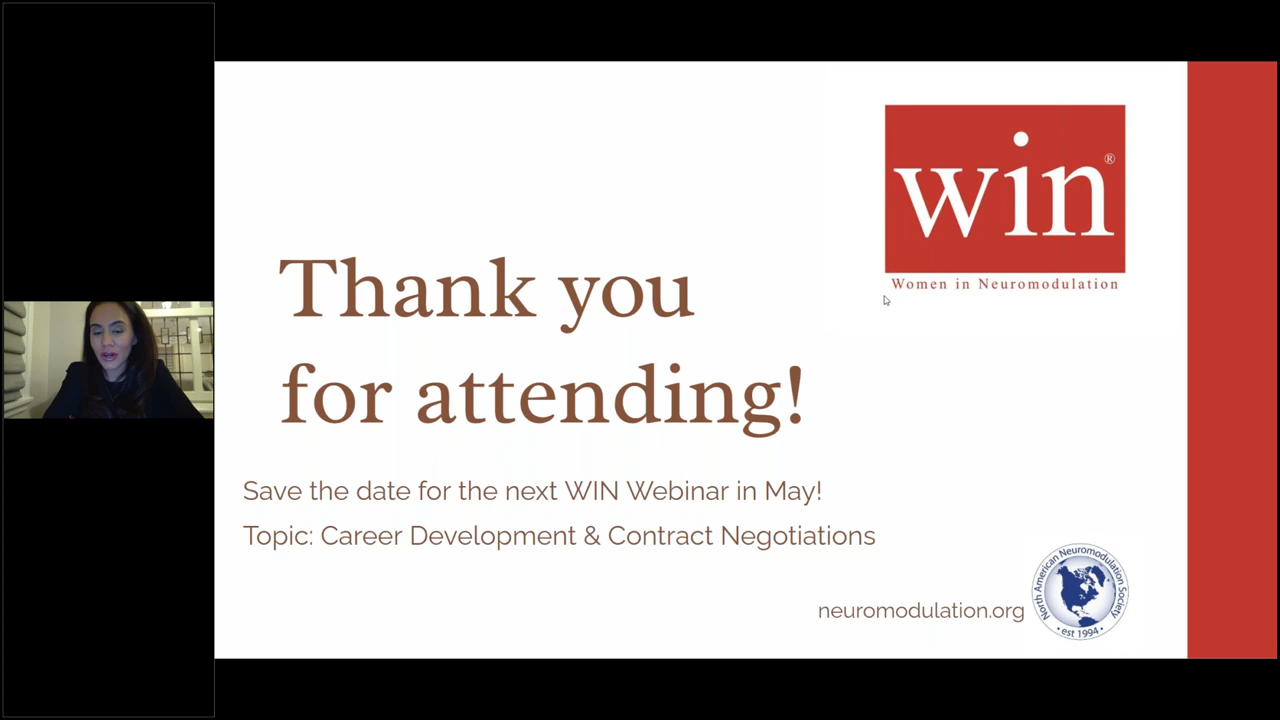 win®
Women in Neuromodulation
Thank you
for attending!
Save the date for the next WIN Webinar in May!
Topic: Career Development & Contract Negotiations
neuromodulation.org
North American Neuromodulation Society
• est 1994 •